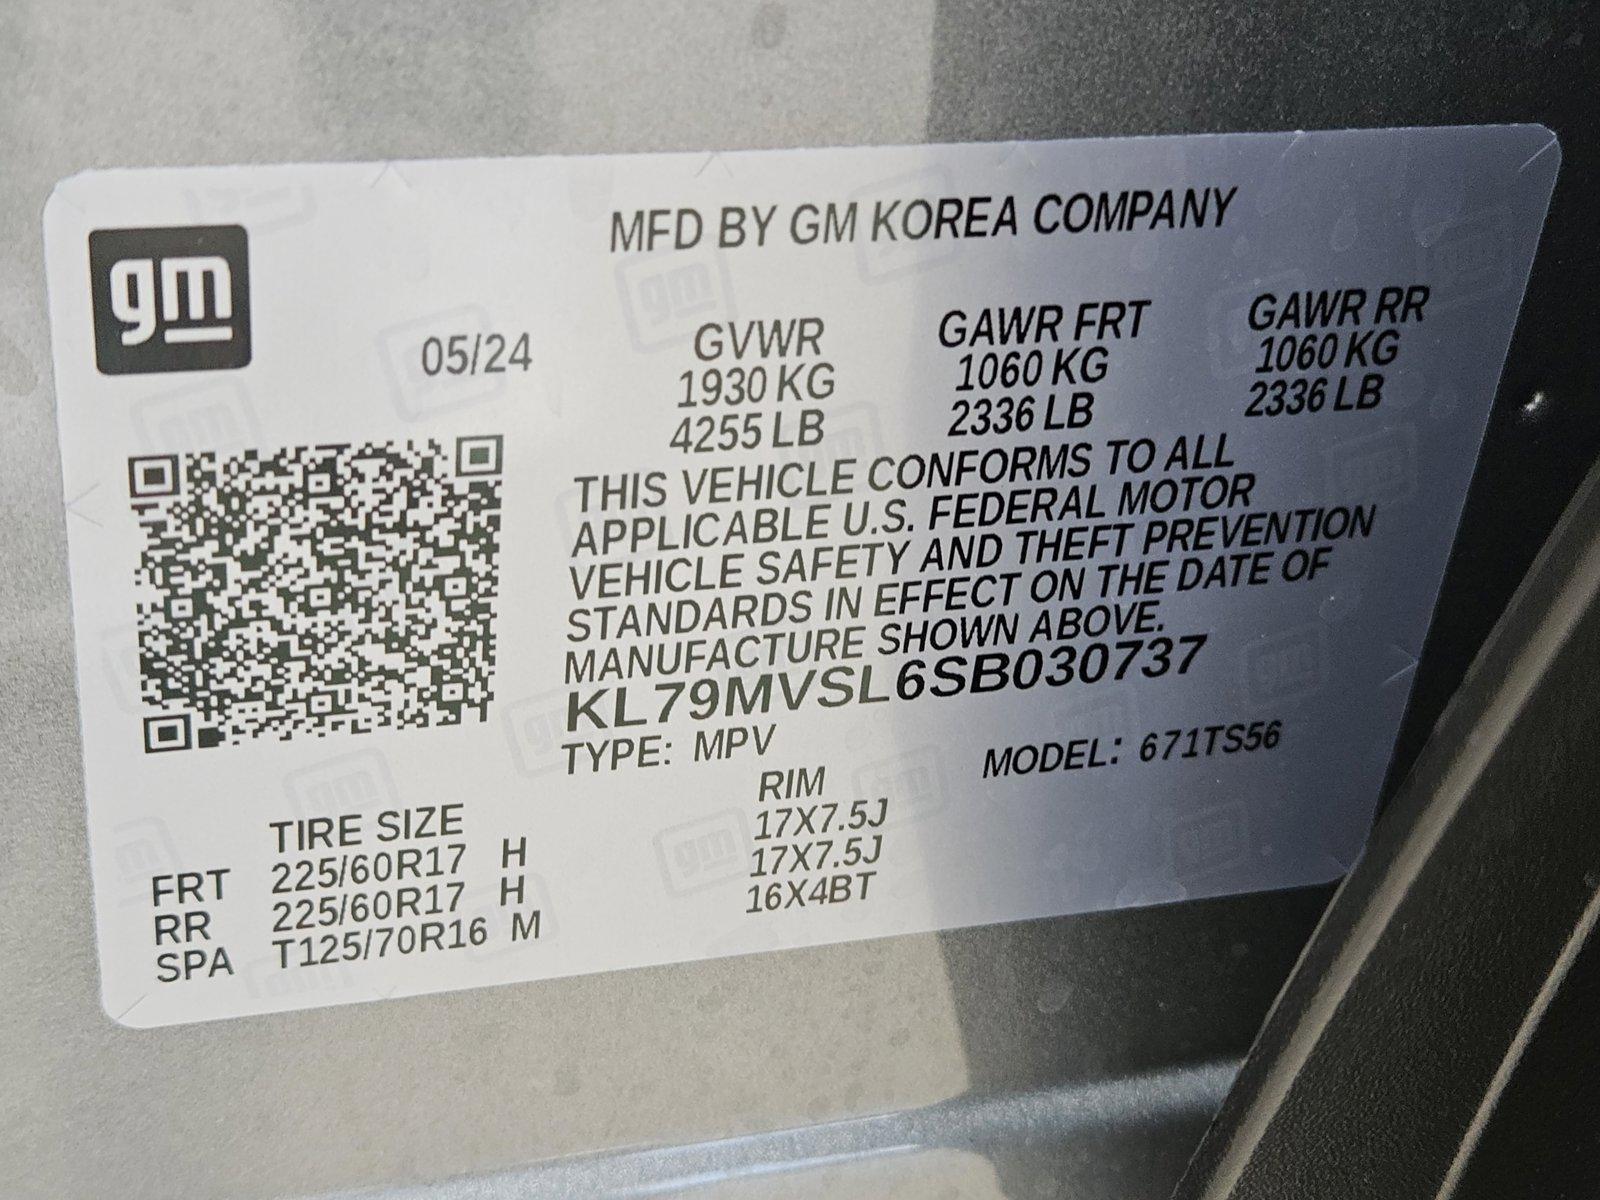 gm
MFD BY GM KOREA COMPANY
05/24
GVWR GAWR FRT GAWR RR
1930 KG 1060 KG 1060 KG
4255 LB 2336 LB 2336 LB
THIS VEHICLE CONFORMS TO ALL
APPLICABLE U.S. FEDERAL MOTOR
VEHICLE SAFETY AND THEFT PREVENTION
STANDARDS IN EFFECT ON THE DATE OF
MANUFACTURE SHOWN ABOVE.
KL79MVSL6SB030737
TYPE: MPV MODEL: 671TS56
TIRE SIZE RIM
FRT 225/60R17 H 17X7.5J
RR 225/60R17 H 17X7.5J
SPA T125/70R16 M 16X4BT